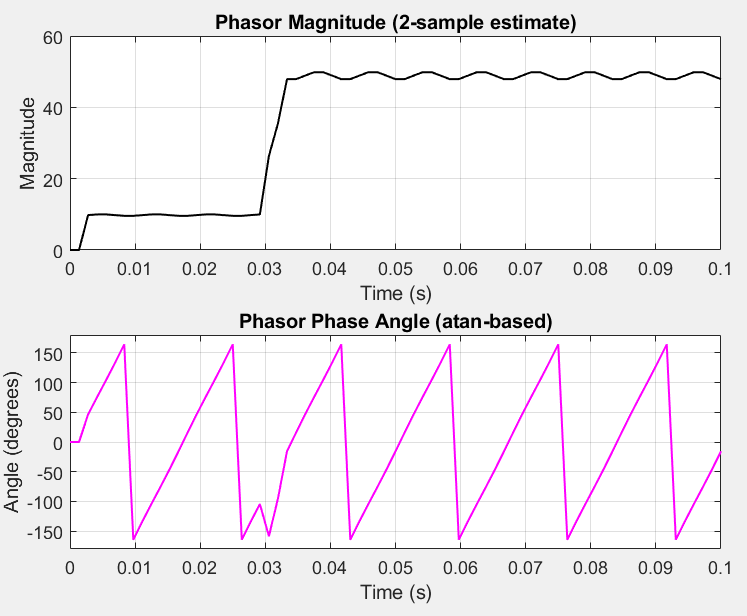 Phasor Magnitude (2-sample estimate)
60
40
20
0
Magnitude
0 0.01 0.02 0.03 0.04 0.05 0.06 0.07 0.08 0.09 0.1
Time (s)
Phasor Phase Angle (atan-based)
150
100
50
0
-50
-100
-150
Angle (degrees)
0 0.01 0.02 0.03 0.04 0.05 0.06 0.07 0.08 0.09 0.1
Time (s)